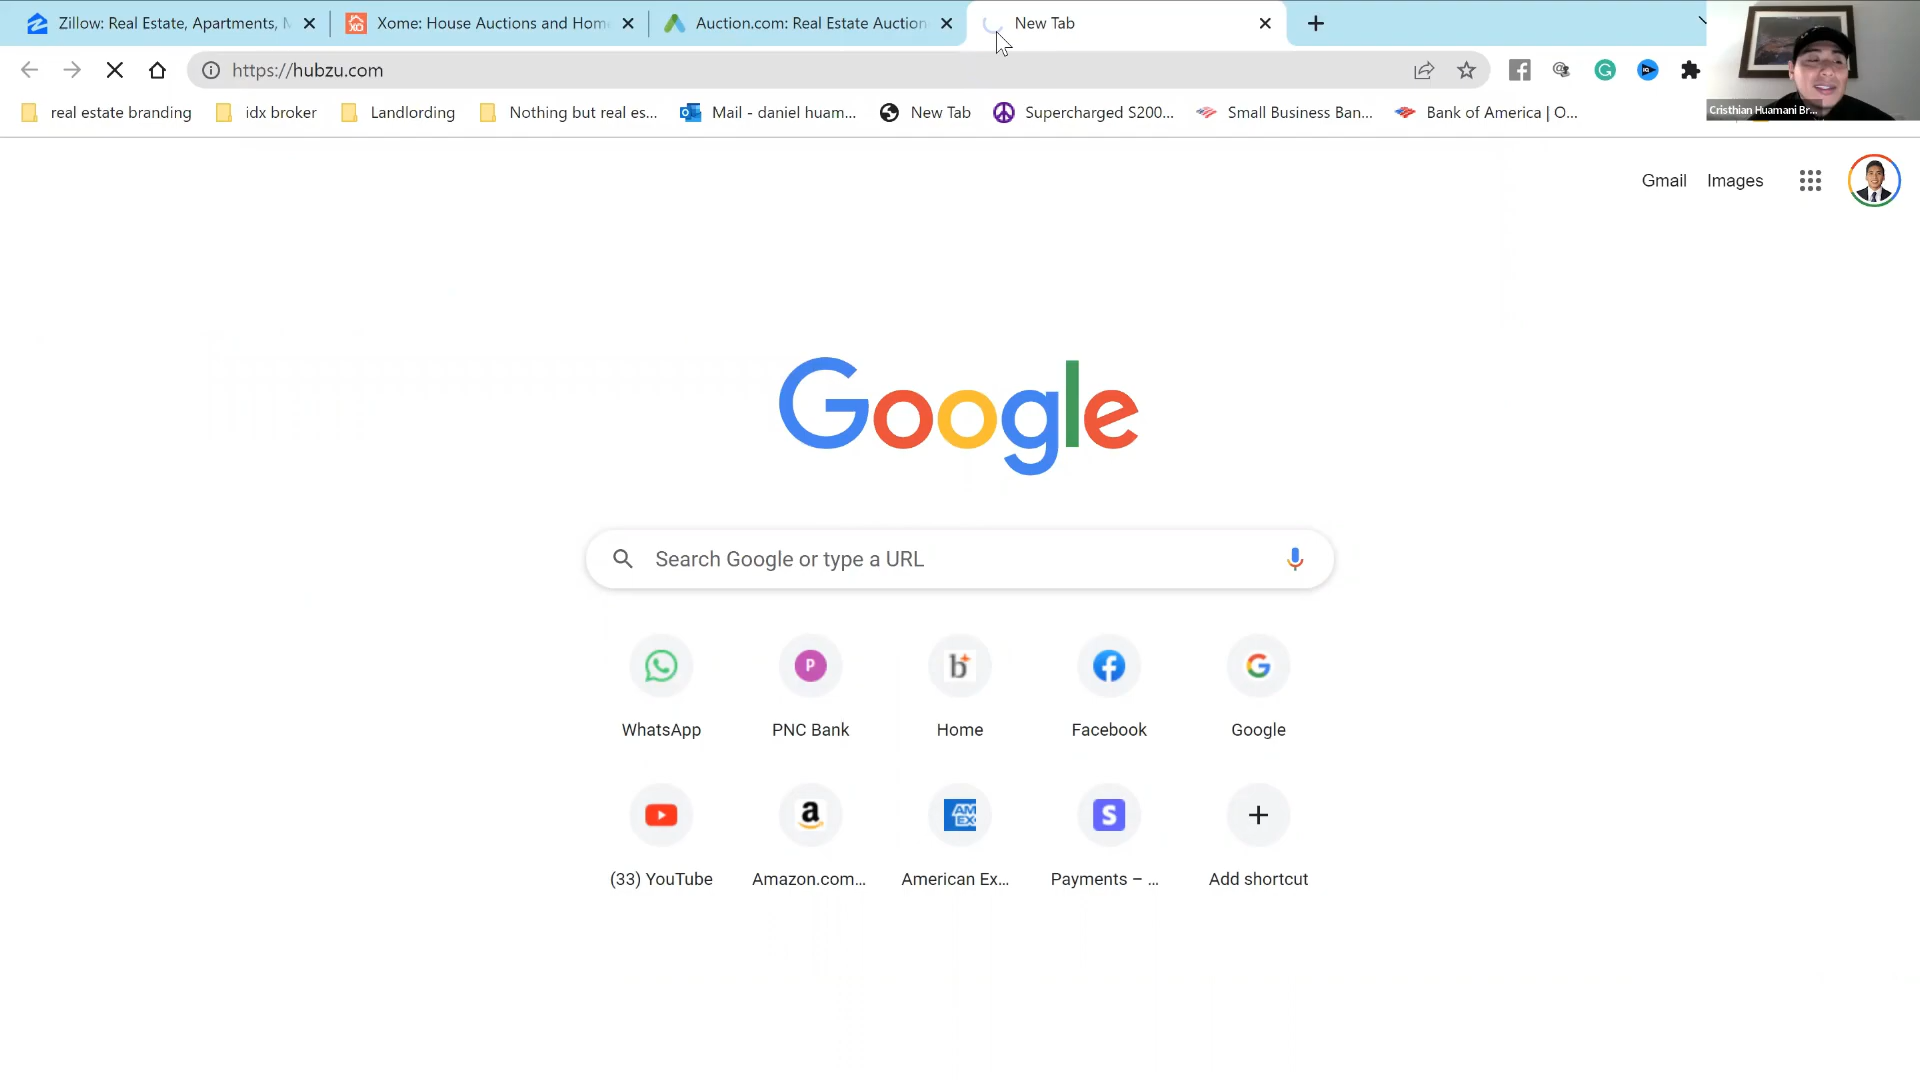 Zillow: Real Estate, Apartments, M
Xome: House Auctions and Home
Auction.com: Real Estate Auction
New Tab
https://hubzu.com
real estate branding
idx broker
Landlording
Nothing but real es...
Mail - daniel huam...
New Tab
Supercharged S200...
Small Business Ban...
Bank of America | O...
Cristhian Huamani Br...
Gmail
Images
Google
Search Google or type a URL
WhatsApp
P
PNC Bank
b
Home
Facebook
Google
(33) YouTube
a
Amazon.com...
AM
EX
American Ex...
S
Payments – ...
Add shortcut